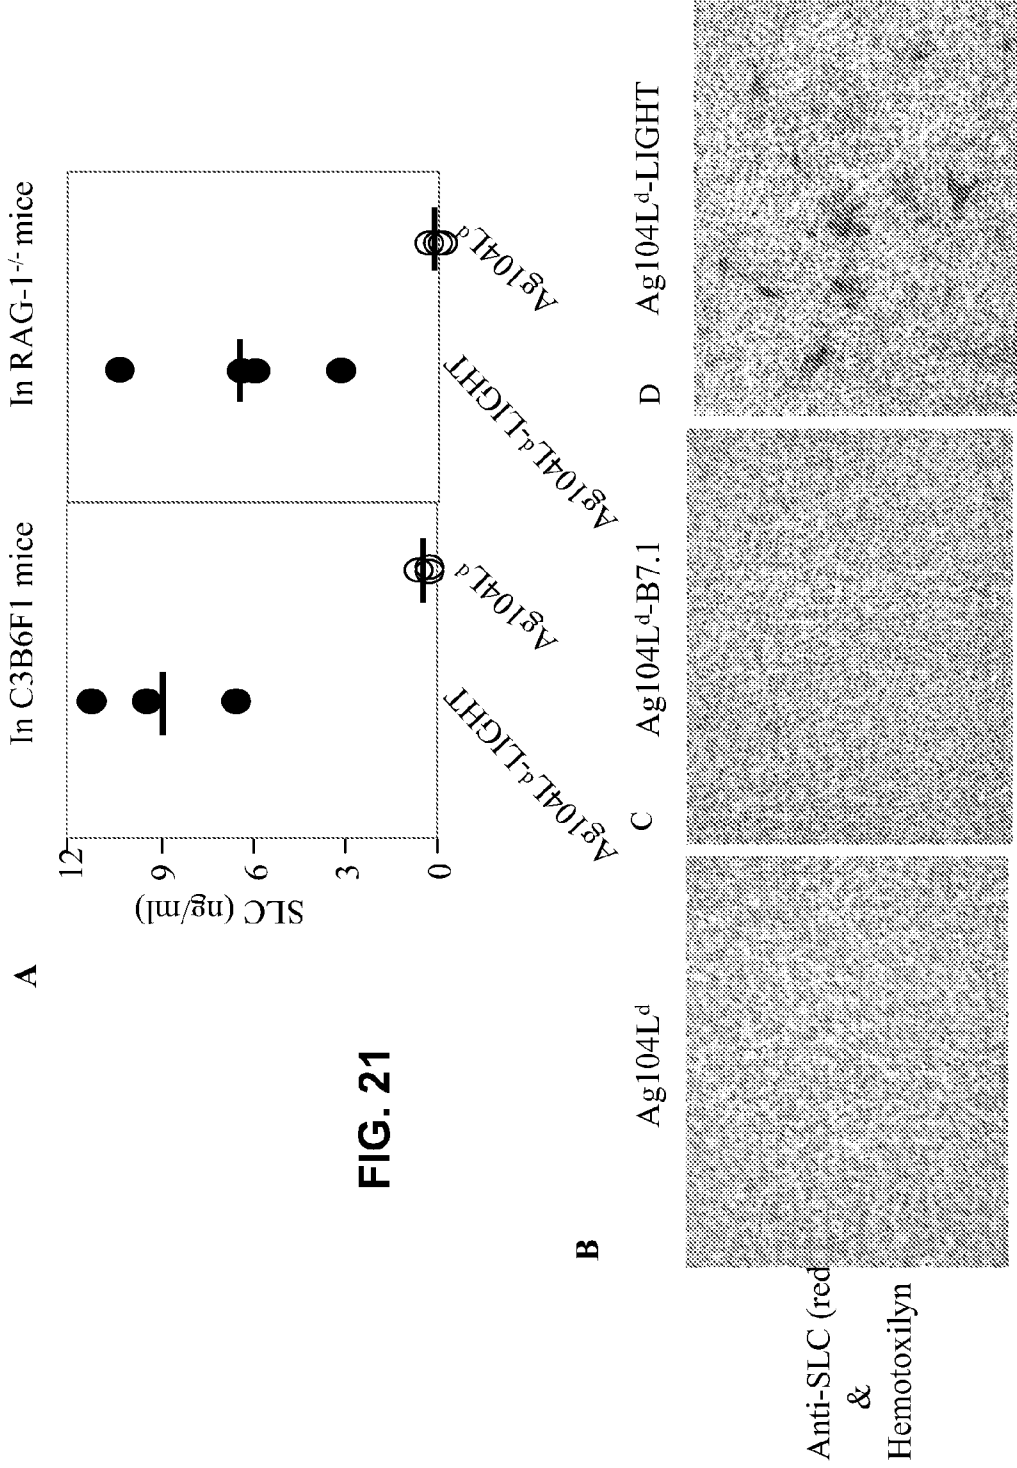 FIG. 21
A
In C3B6F1 mice
In RAG-1-/- mice
SLC (ng/ml)
12
9
6
3
0
Ag104Ld-LIGHT
Ag104Ld
Ag104Ld-LIGHT
Ag104Ld
B
Ag104Ld
C
Ag104Ld-B7.1
D
Ag104Ld-LIGHT
Anti-SLC (red
&
Hemotoxilyn